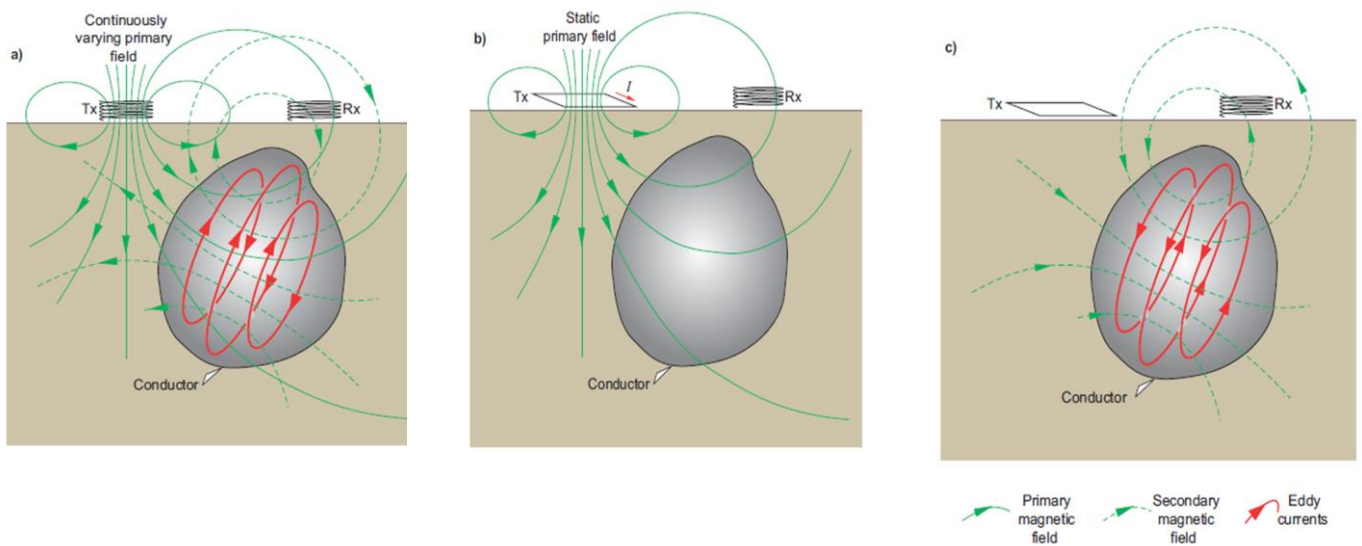 a)
Continuously
varying primary
field
Tx
Rx
Conductor
b)
Static
primary field
Tx
I
Rx
Conductor
c)
Tx
Rx
Conductor
Primary
magnetic
field
Secondary
magnetic
field
Eddy
currents